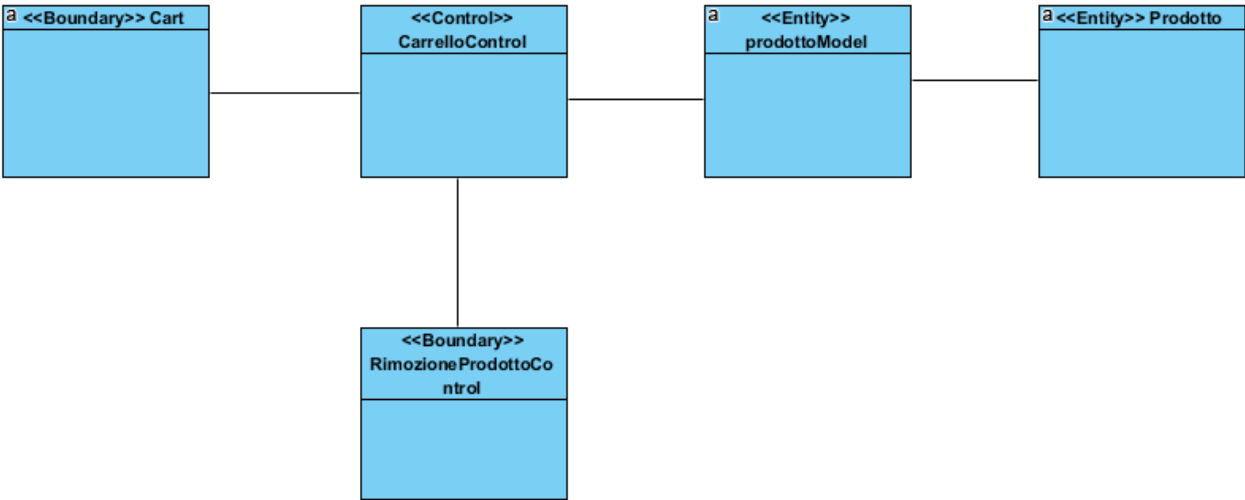 a <<Boundary>> Cart
<<Control>>
CarrelloControl
a <<Entity>>
prodottoModel
a <<Entity>> Prodotto
<<Boundary>>
RimozioneProdottoCo
ntrol